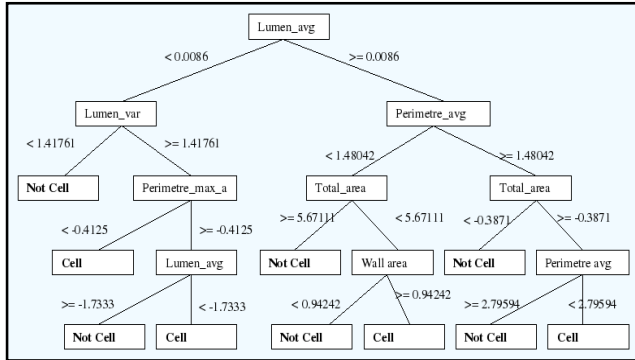 Lumen_avg
< 0.0086
>= 0.0086
Lumen_var
Perimetre_avg
< 1.41761
>= 1.41761
< 1.48042
>= 1.48042
Not Cell
Perimetre_max_a
Total_area
Total_area
< -0.4125
>= -0.4125
>= 5.67111
< 5.67111
< -0.3871
>= -0.3871
Cell
Lumen_avg
Not Cell
Wall area
Not Cell
Perimetre avg
>= -1.7333
< -1.7333
< 0.94242
>= 0.94242
>= 2.79594
< 2.79594
Not Cell
Cell
Not Cell
Cell
Not Cell
Cell